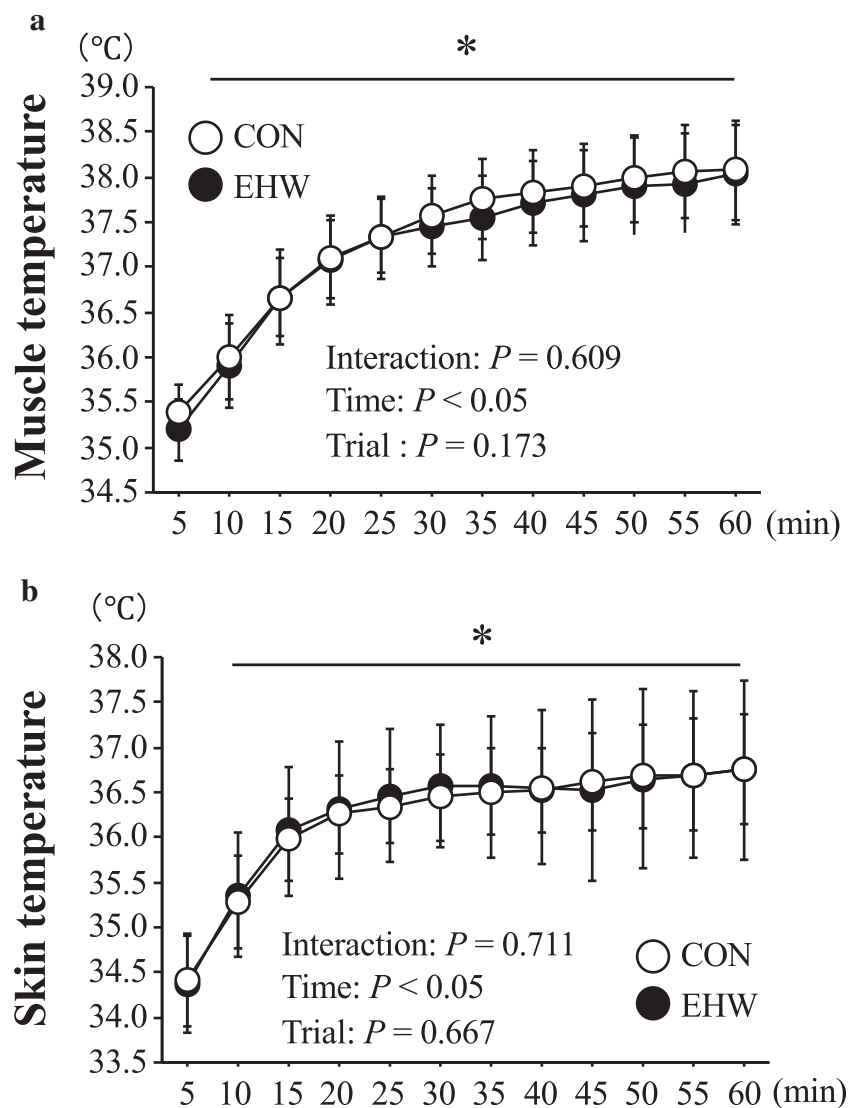 a
(°C)
*
Muscle temperature
39.0
38.5
38.0
37.5
37.0
36.5
36.0
35.5
35.0
34.5
CON
EHW
Interaction: P = 0.609
Time: P < 0.05
Trial : P = 0.173
5 10 15 20 25 30 35 40 45 50 55 60 (min)
b
(°C)
*
Skin temperature
38.0
37.5
37.0
36.5
36.0
35.5
35.0
34.5
34.0
33.5
Interaction: P = 0.711
Time: P < 0.05
Trial: P = 0.667
CON
EHW
5 10 15 20 25 30 35 40 45 50 55 60 (min)